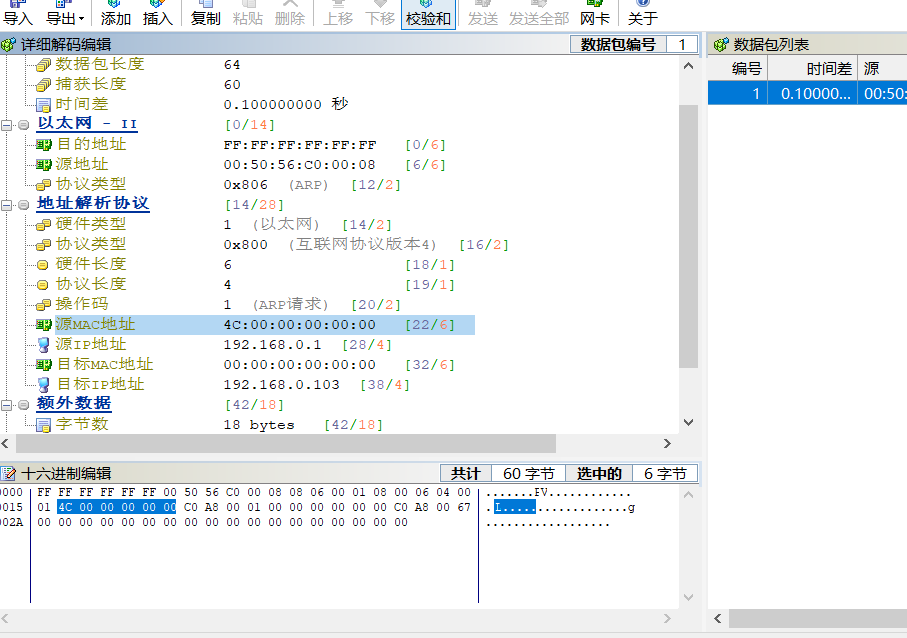 导入 导出 添加 插入 复制 粘贴 删除 上移 下移 校验和 发送 发送全部 网卡 关于
详细解码编辑 数据包编号 1
数据包长度 64
捕获长度 60
时间差 0.100000000 秒
以太网 - II [0/14]
目的地址 FF:FF:FF:FF:FF:FF [0/6]
源地址 00:50:56:C0:00:08 [6/6]
协议类型 0x806 (ARP) [12/2]
地址解析协议 [14/28]
硬件类型 1 (以太网) [14/2]
协议类型 0x800 (互联网协议版本4) [16/2]
硬件长度 6 [18/1]
协议长度 4 [19/1]
操作码 1 (ARP请求) [20/2]
源MAC地址 4C:00:00:00:00:00 [22/6]
源IP地址 192.168.0.1 [28/4]
目标MAC地址 00:00:00:00:00:00 [32/6]
目标IP地址 192.168.0.103 [38/4]
额外数据 [42/18]
字节数 18 bytes [42/18]
数据包列表
编号 时间差 源
1 0.10000... 00:50:
十六进制编辑 共计 60 字节 选中的 6 字节
0000 FF FF FF FF FF FF 00 50 56 C0 00 08 08 06 00 01 08 00 06 04 00 .......PV............
0015 01 4C 00 00 00 00 00 C0 A8 00 01 00 00 00 00 00 00 C0 A8 00 67 .L..................g
002A 00 00 00 00 00 00 00 00 00 00 00 00 00 00 00 00 00 00 ..................